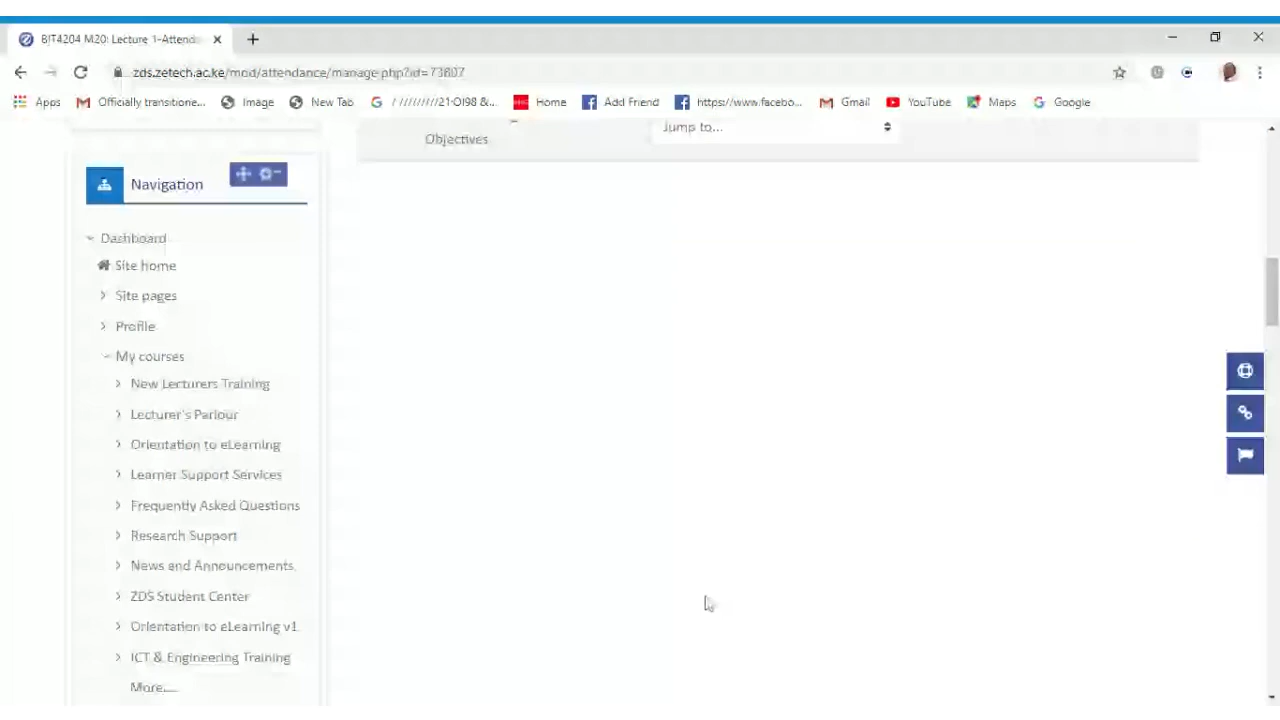 BIT4204 M20: Lecture 1-Attend
zds.zetech.ac.ke/mod/attendance/manage.php?id=73807
Apps Officially transitione... Image New Tab G / /////////21-0I98 &... Home Add Friend https://www.facebo... Gmail YouTube Maps Google
Objectives
Jump to...
Navigation
Dashboard
Site home
Site pages
Profile
My courses
New Lecturers Training
Lecturer's Parlour
Orientation to eLearning
Learner Support Services
Frequently Asked Questions
Research Support
News and Announcements
ZDS Student Center
Orientation to eLearning v1
ICT & Engineering Training
More.....